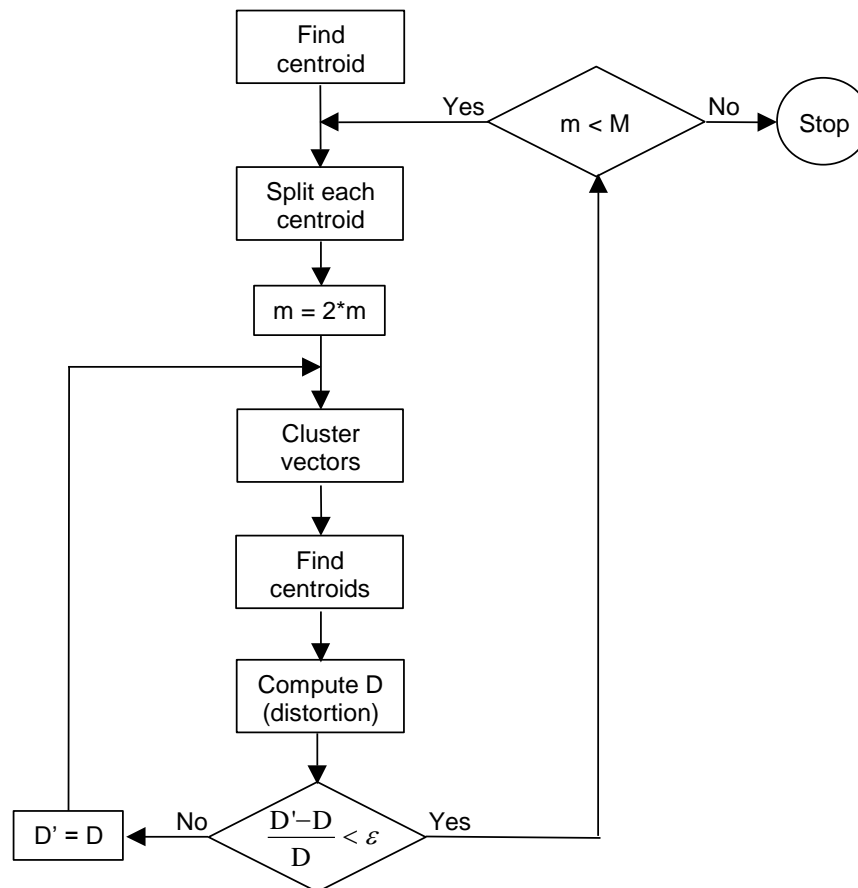 Find
centroid
Yes
m < M
No
Stop
Split each
centroid
m = 2*m
Cluster
vectors
Find
centroids
Compute D
(distortion)
D’ = D
No
D'−D
D
< ε
Yes